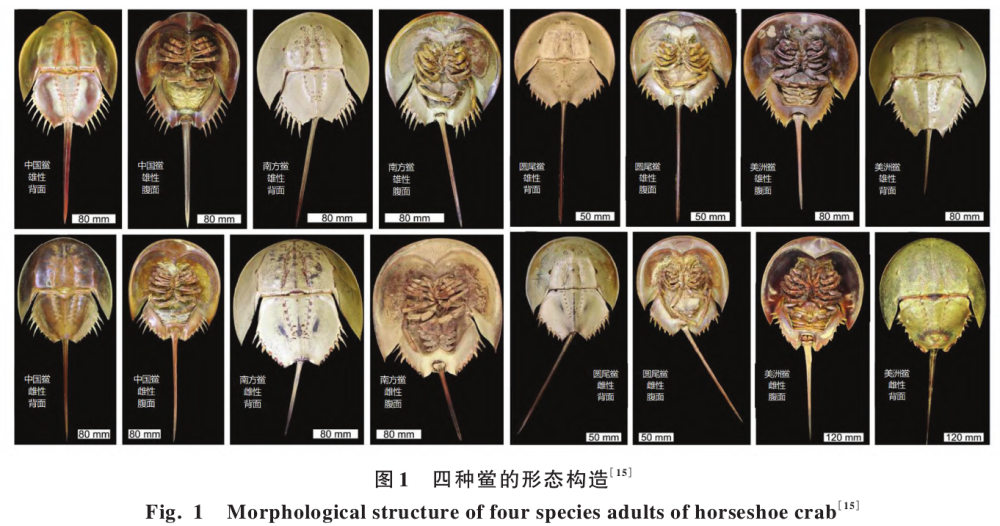 中国鲎
雄性
背面
80 mm
中国鲎
雄性
腹面
80 mm
南方鲎
雄性
背面
80 mm
南方鲎
雄性
腹面
80 mm
圆尾鲎
雄性
背面
50 mm
圆尾鲎
雄性
腹面
50 mm
美洲鲎
雄性
腹面
80 mm
美洲鲎
雄性
背面
80 mm
中国鲎
雌性
背面
80 mm
中国鲎
雌性
腹面
80 mm
南方鲎
雌性
背面
80 mm
南方鲎
雌性
腹面
80 mm
圆尾鲎
雌性
背面
50 mm
圆尾鲎
雌性
腹面
50 mm
美洲鲎
雌性
腹面
120 mm
美洲鲎
雌性
背面
120 mm
图1 四种鲎的形态构造[15]
Fig. 1 Morphological structure of four species adults of horseshoe crab[15]